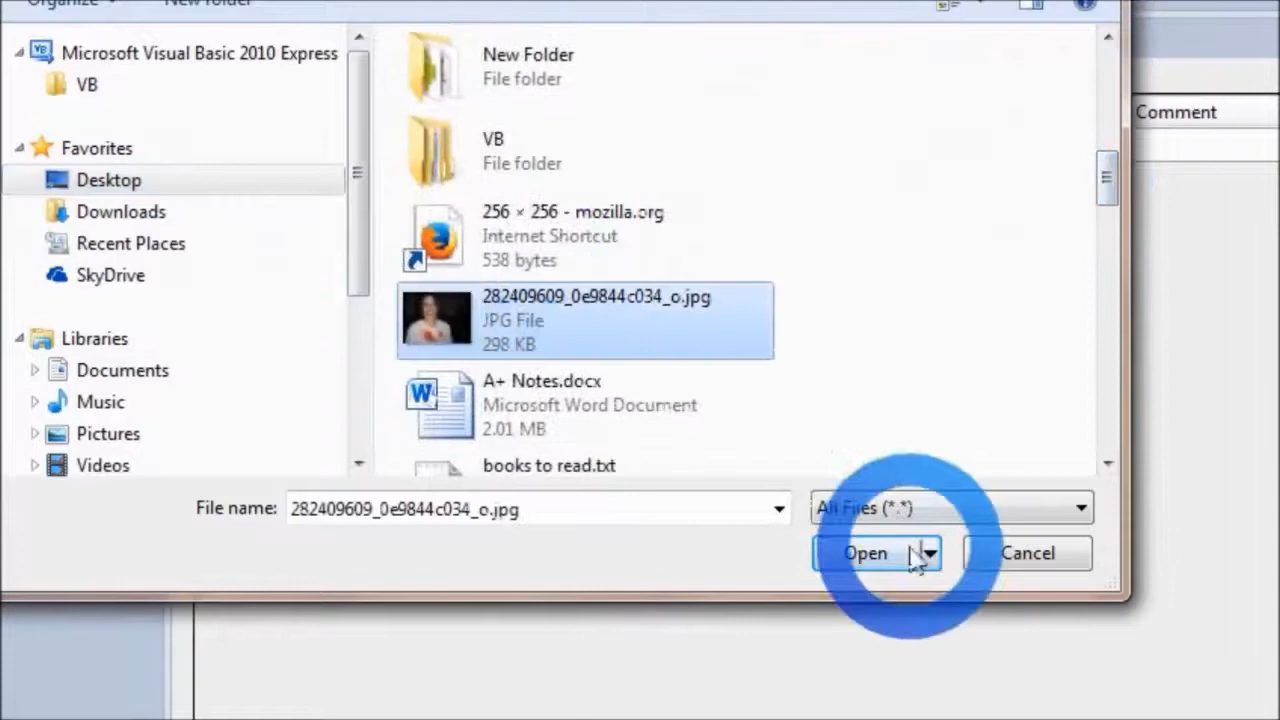 Organize
New folder
Microsoft Visual Basic 2010 Express
VB
Favorites
Desktop
Downloads
Recent Places
SkyDrive
Libraries
Documents
Music
Pictures
Videos
New Folder
File folder
VB
File folder
256 × 256 - mozilla.org
Internet Shortcut
538 bytes
282409609_0e9844c034_o.jpg
JPG File
298 KB
A+ Notes.docx
Microsoft Word Document
2.01 MB
books to read.txt
Comment
File name:
282409609_0e9844c034_o.jpg
All Files (*.*)
Open
Cancel